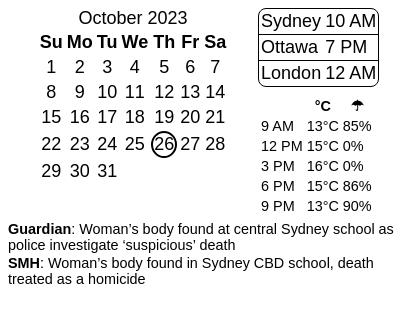 October 2023
Su Mo Tu We Th Fr Sa
1 2 3 4 5 6 7
8 9 10 11 12 13 14
15 16 17 18 19 20 21
22 23 24 25 26 27 28
29 30 31
Sydney 10 AM
Ottawa 7 PM
London 12 AM
°C ☂
9 AM 13°C 85%
12 PM 15°C 0%
3 PM 16°C 0%
6 PM 15°C 86%
9 PM 13°C 90%
Guardian: Woman’s body found at central Sydney school as
police investigate ‘suspicious’ death
SMH: Woman’s body found in Sydney CBD school, death
treated as a homicide